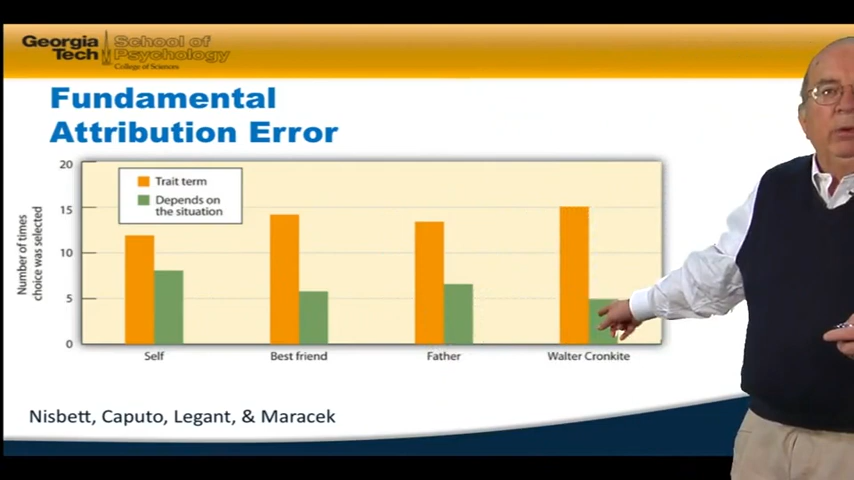 Georgia
Tech
School of
Psychology
College of Sciences
Fundamental
Attribution Error
20
15
10
5
0
Number of times
choice was selected
Trait term
Depends on
the situation
Self
Best friend
Father
Walter Cronkite
Nisbett, Caputo, Legant, & Maracek